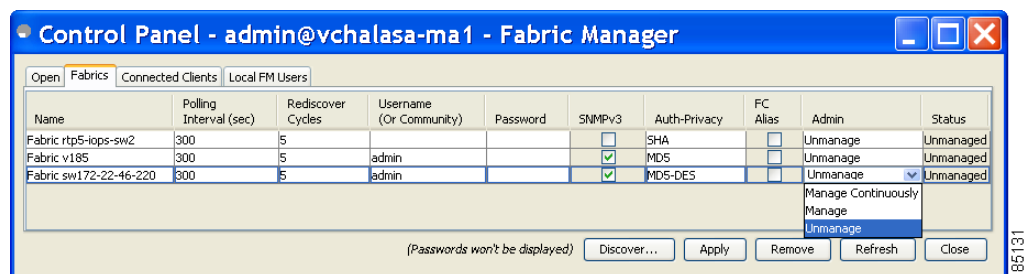 Control Panel - admin@vchalasa-ma1 - Fabric Manager
Open Fabrics Connected Clients Local FM Users
Name Polling Interval (sec) Rediscover Cycles Username (Or Community) Password SNMPv3 Auth-Privacy FC Alias Admin Status
Fabric rtp5-iops-sw2 300 5 SHA Unmanage Unmanaged
Fabric v185 300 5 admin MD5 Unmanage Unmanaged
Fabric sw172-22-46-220 300 5 admin MD5-DES Unmanage Unmanaged
Manage Continuously
Manage
Unmanage
(Passwords won't be displayed) Discover... Apply Remove Refresh Close
85131